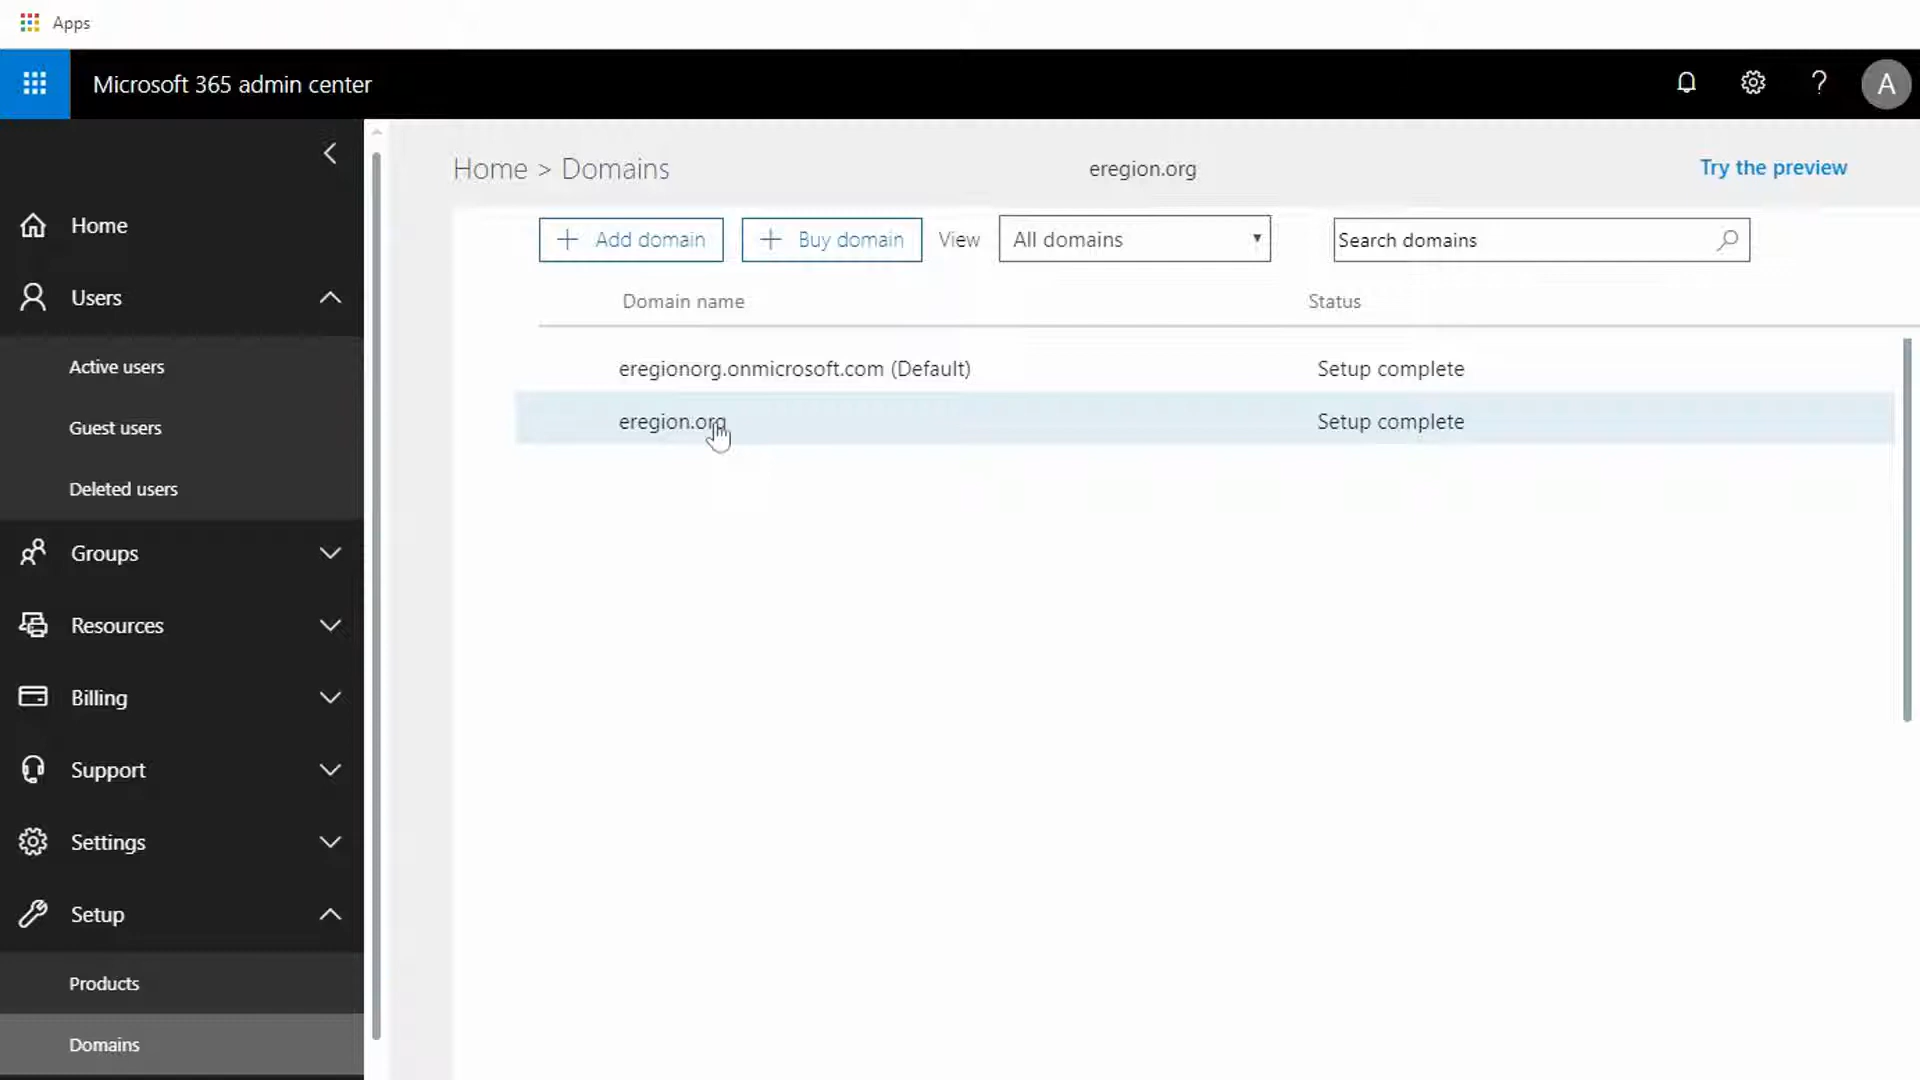 Apps
Microsoft 365 admin center
?
A
Home > Domains
eregion.org
Try the preview
Home
Users
Active users
Guest users
Deleted users
Groups
Resources
Billing
Support
Settings
Setup
Products
Domains
+ Add domain
+ Buy domain
View
All domains
Search domains
Domain name Status
eregionorg.onmicrosoft.com (Default) Setup complete
eregion.org Setup complete